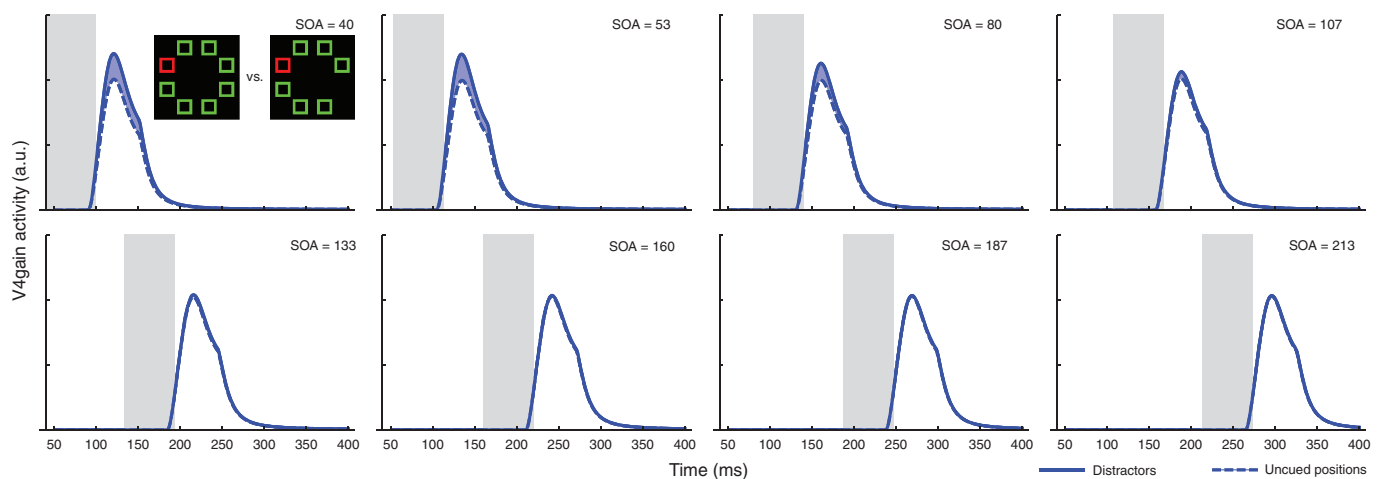 SOA = 40
SOA = 53
SOA = 80
SOA = 107
vs.
V4gain activity (a.u.)
SOA = 133
SOA = 160
SOA = 187
SOA = 213
50 100 150 200 250 300 350 400
50 100 150 200 250 300 350 400
50 100 150 200 250 300 350 400
50 100 150 200 250 300 350 400
Time (ms)
Distractors
Uncued positions